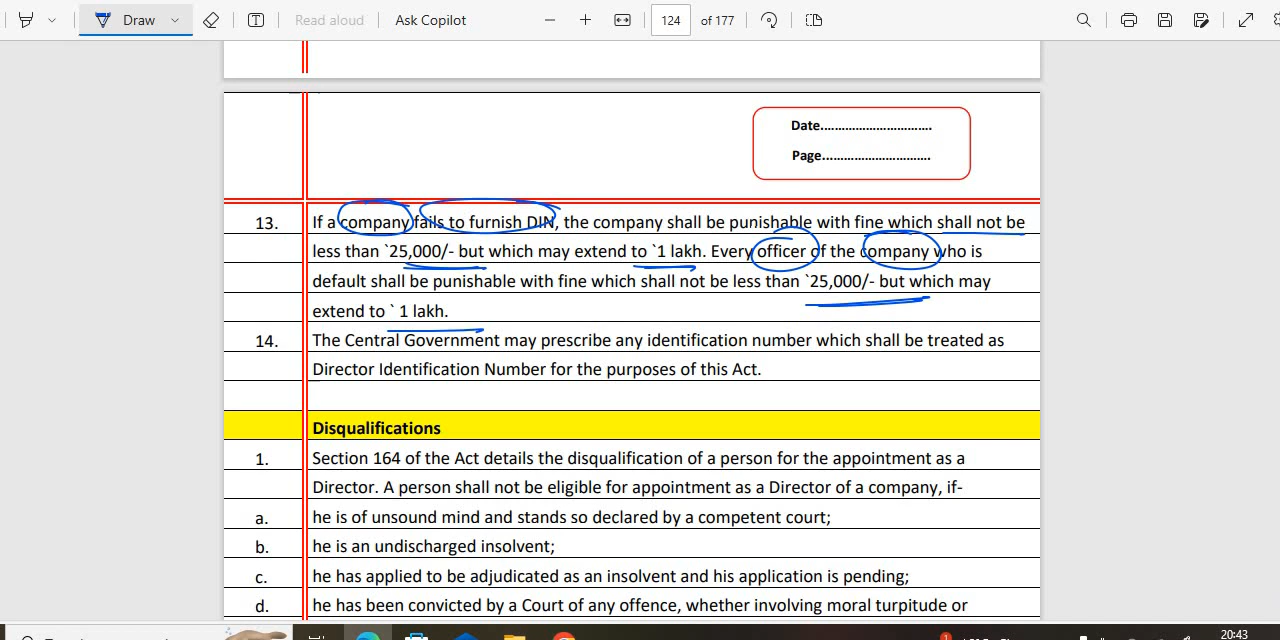 Draw
Read aloud
Ask Copilot
124
of 177
Date................................
Page................................
13. If a company fails to furnish DIN, the company shall be punishable with fine which shall not be
less than `25,000/- but which may extend to `1 lakh. Every officer of the company who is
default shall be punishable with fine which shall not be less than `25,000/- but which may
extend to ` 1 lakh.
14. The Central Government may prescribe any identification number which shall be treated as
Director Identification Number for the purposes of this Act.
Disqualifications
1. Section 164 of the Act details the disqualification of a person for the appointment as a
Director. A person shall not be eligible for appointment as a Director of a company, if-
a. he is of unsound mind and stands so declared by a competent court;
b. he is an undischarged insolvent;
c. he has applied to be adjudicated as an insolvent and his application is pending;
d. he has been convicted by a Court of any offence, whether involving moral turpitude or
20:43